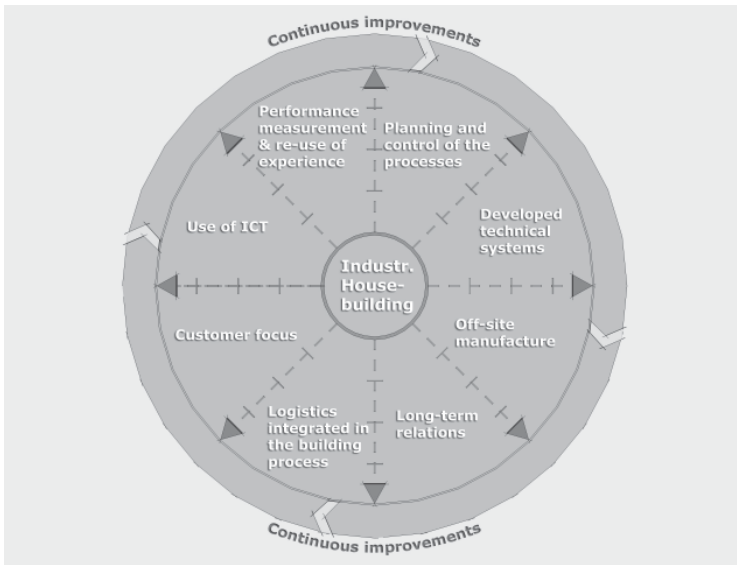 Continuous improvements
Performance
measurement
& re-use of
experience
Planning and
control of the
processes
Use of ICT
Developed
technical
systems
Industr.
House-
building
Customer focus
Off-site
manufacture
Logistics
integrated in
the building
process
Long-term
relations
Continuous improvements